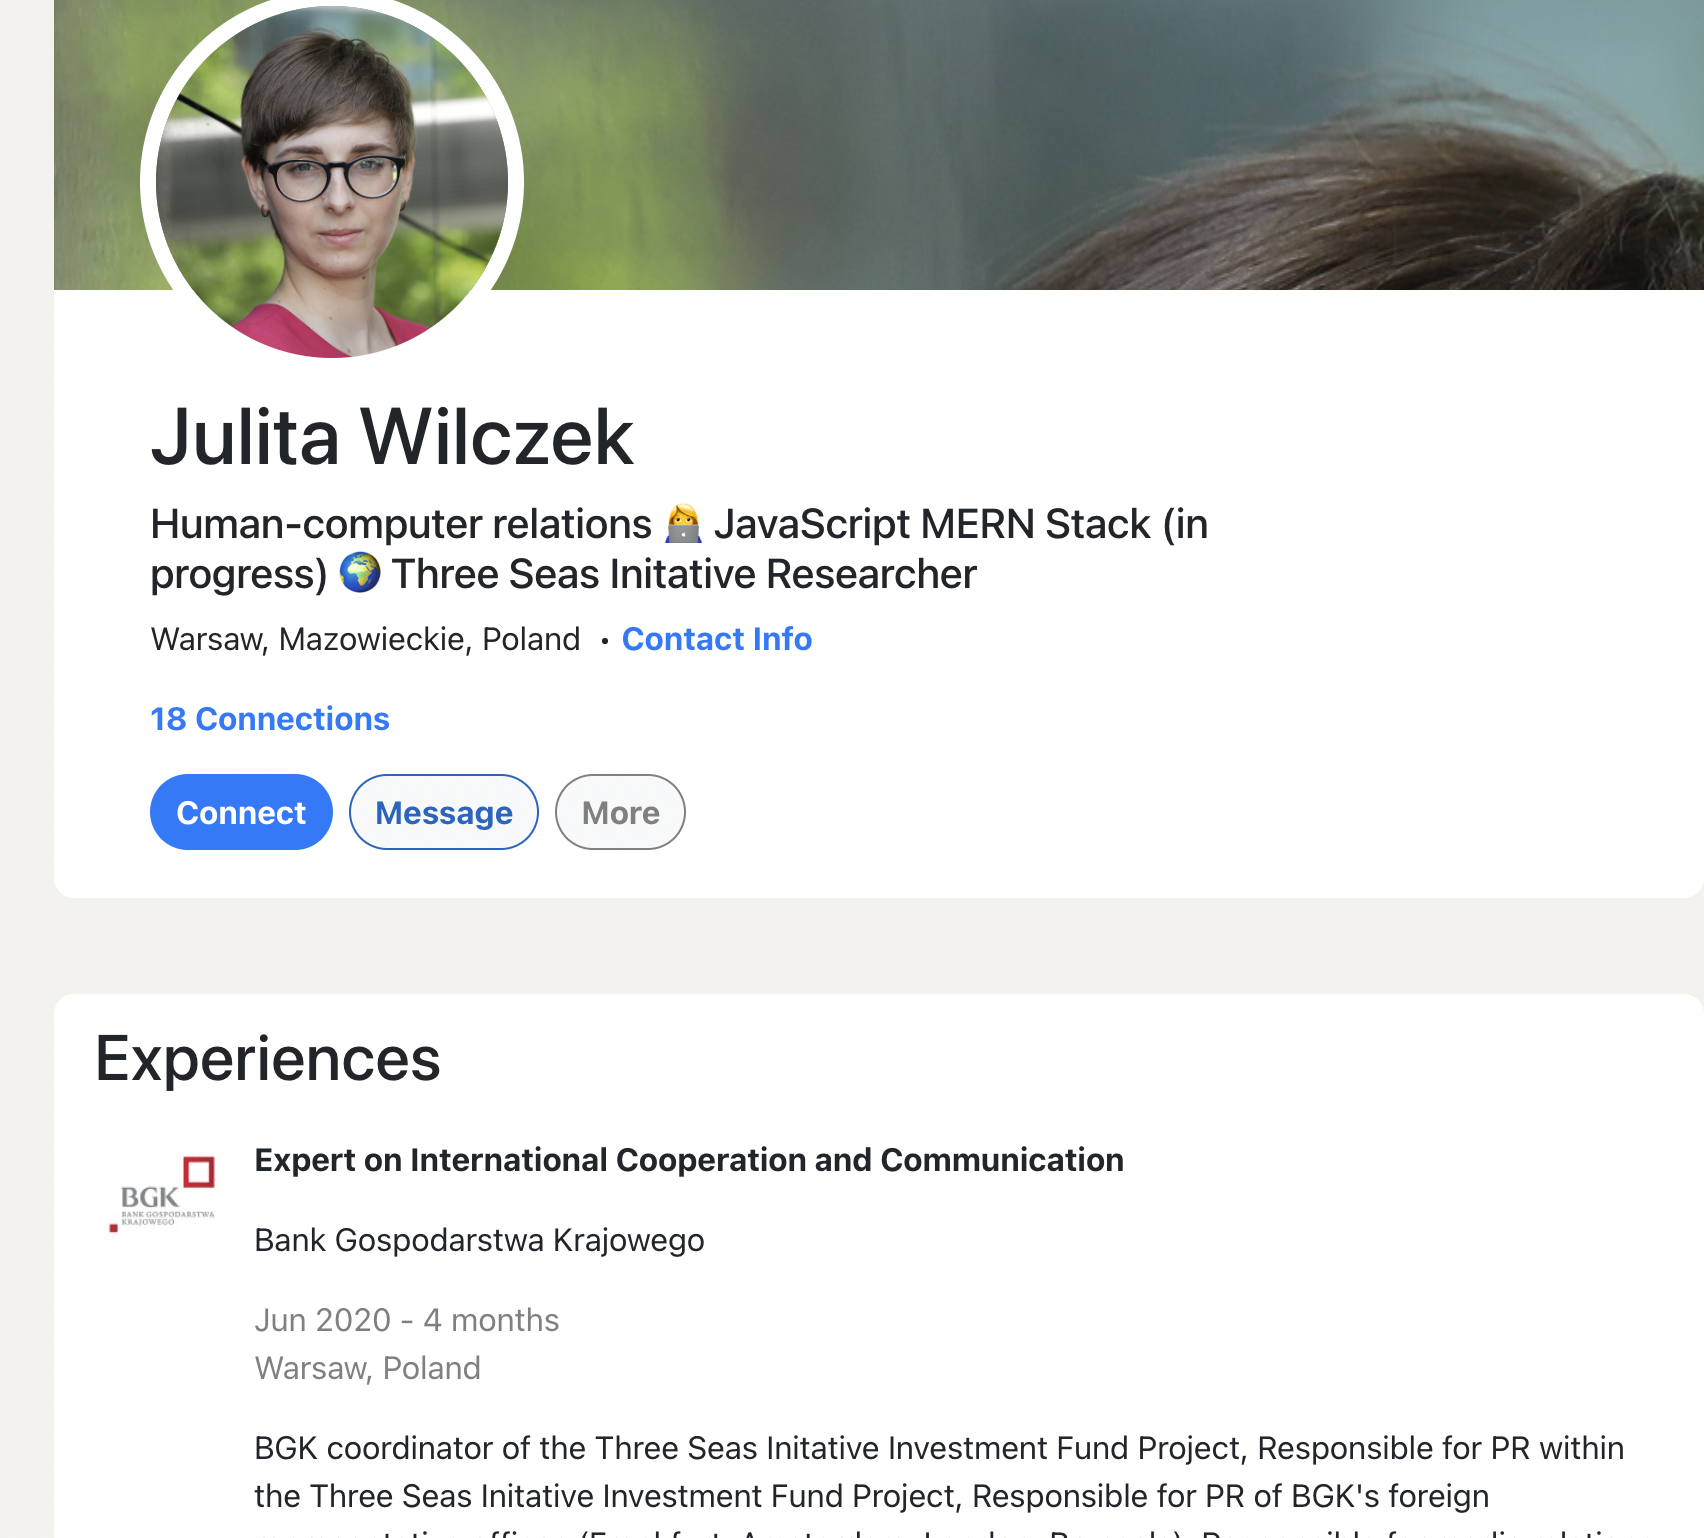 Julita Wilczek
Human-computer relations 👩‍💻 JavaScript MERN Stack (in
progress) 🌍 Three Seas Initative Researcher
Warsaw, Mazowieckie, Poland • Contact Info
18 Connections
Connect Message More
Experiences
BGK
BANK GOSPODARSTWA
KRAJOWEGO
Expert on International Cooperation and Communication
Bank Gospodarstwa Krajowego
Jun 2020 - 4 months
Warsaw, Poland
BGK coordinator of the Three Seas Initative Investment Fund Project, Responsible for PR within
the Three Seas Initative Investment Fund Project, Responsible for PR of BGK's foreign